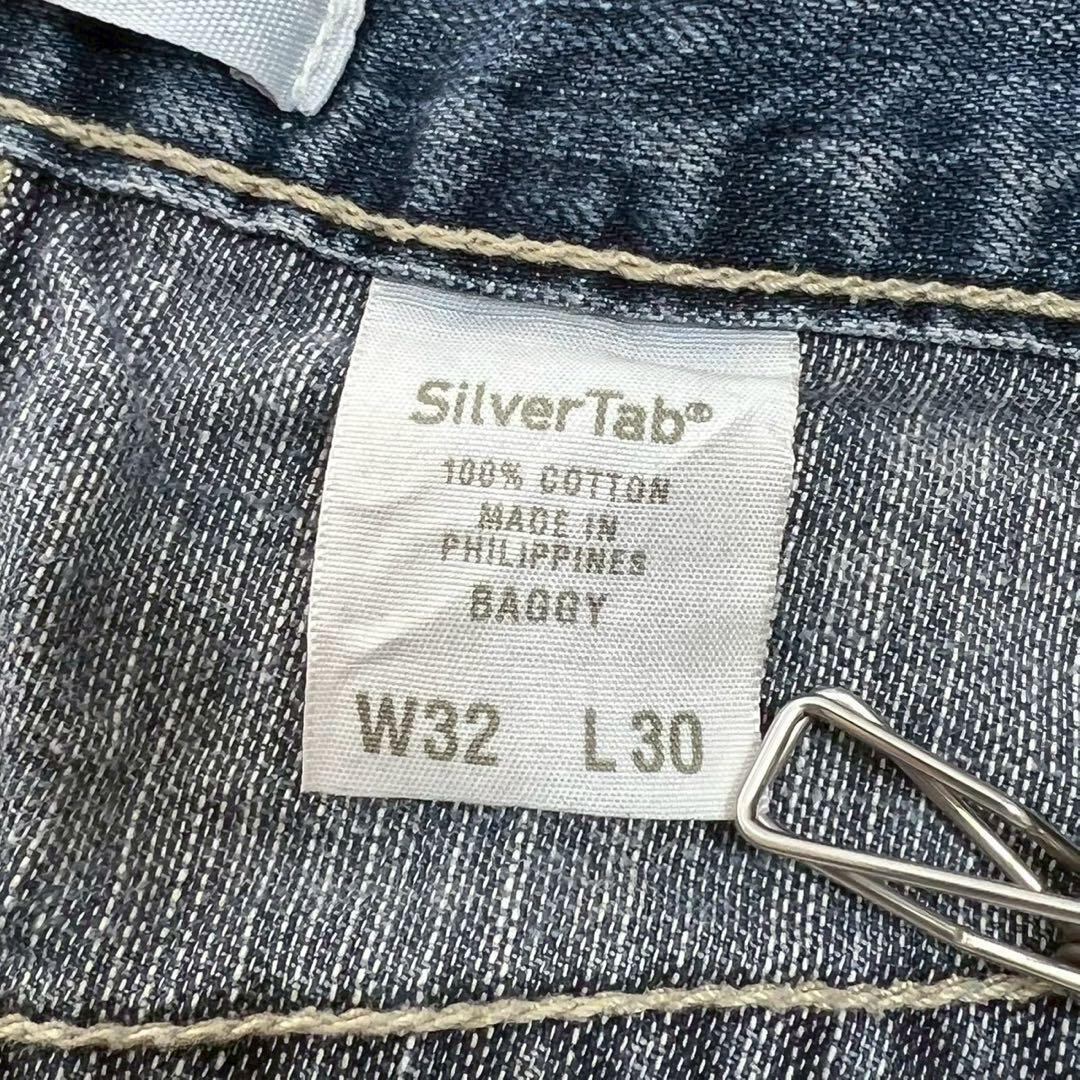 SilverTab®
100% COTTON
MADE IN
PHILIPPINES
BAGGY
W32 L30